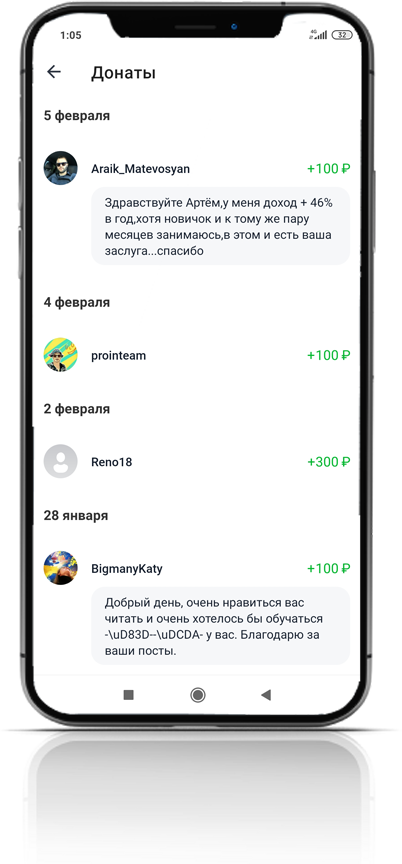 1:05
4G
32
Донаты
5 февраля
Araik_Matevosyan +100 ₽
Здравствуйте Артём,у меня доход + 46%
в год,хотя новичок и к тому же пару
месяцев занимаюсь,в этом и есть ваша
заслуга...спасибо
4 февраля
prointeam +100 ₽
2 февраля
Reno18 +300 ₽
28 января
BigmanyKaty +100 ₽
Добрый день, очень нравиться вас
читать и очень хотелось бы обучаться
-\uD83D--\uDCDA- у вас. Благодарю за
ваши посты.